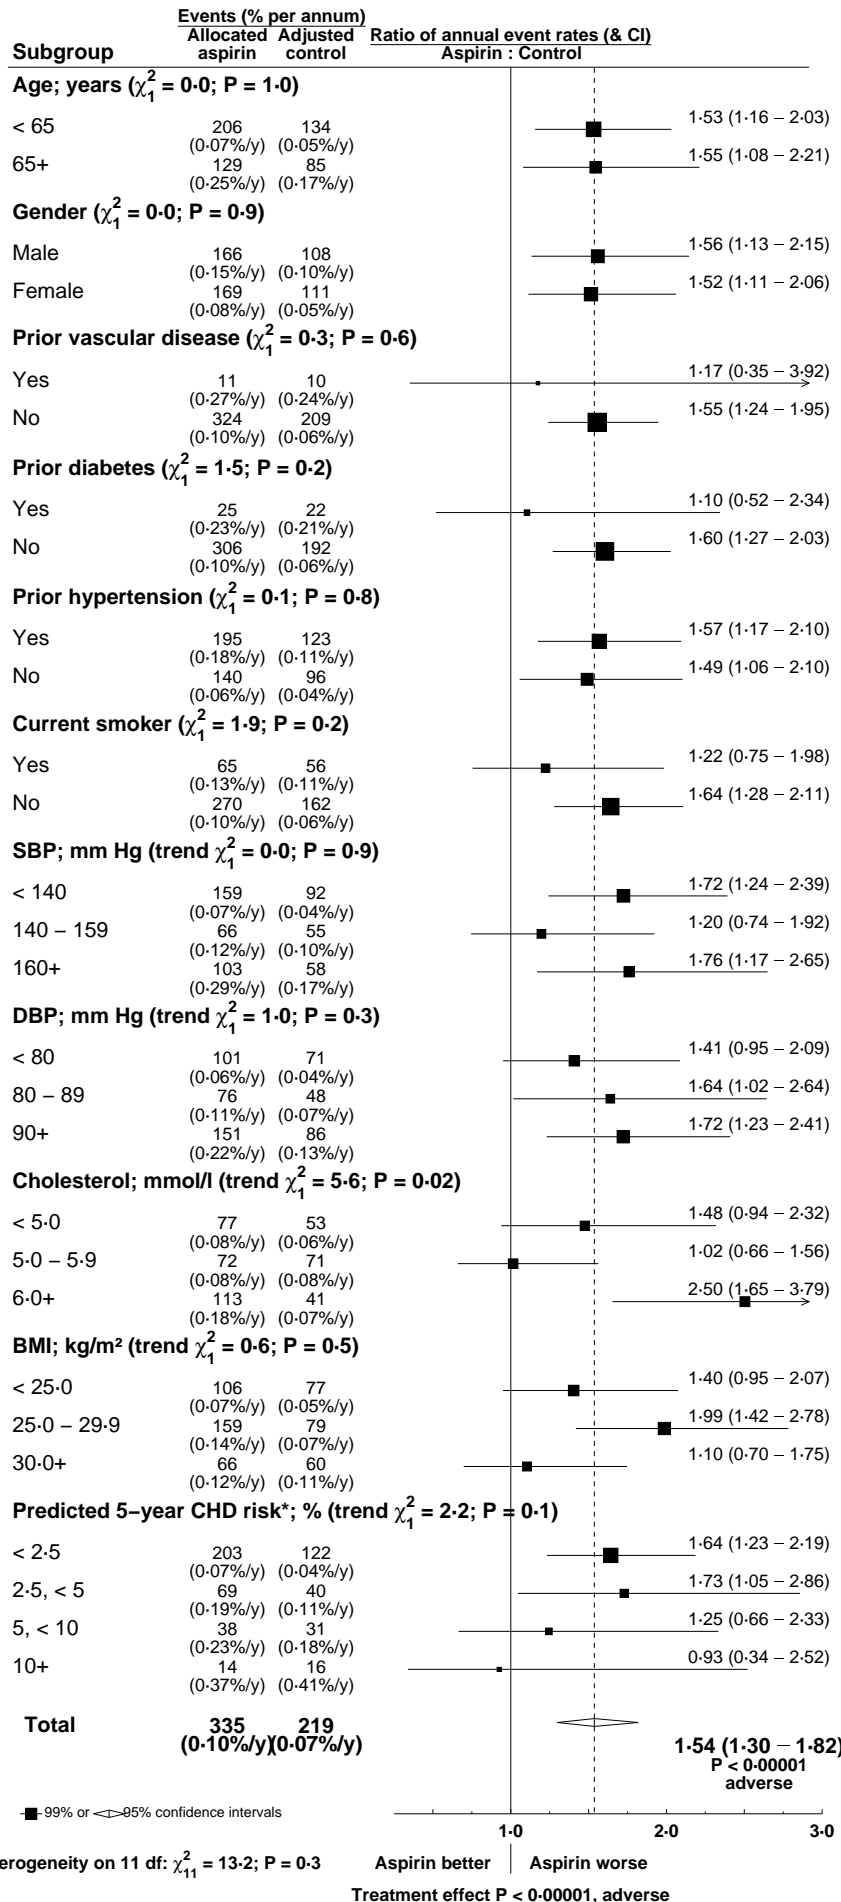 Events (% per annum)
Allocated Adjusted Ratio of annual event rates (& CI)
Subgroup aspirin control Aspirin : Control
Age; years (χ²₁ = 0·0; P = 1·0)
< 65 206 134 1·53 (1·16 − 2·03)
(0·07%/y) (0·05%/y)
65+ 129 85 1·55 (1·08 − 2·21)
(0·25%/y) (0·17%/y)
Gender (χ²₁ = 0·0; P = 0·9)
Male 166 108 1·56 (1·13 − 2·15)
(0·15%/y) (0·10%/y)
Female 169 111 1·52 (1·11 − 2·06)
(0·08%/y) (0·05%/y)
Prior vascular disease (χ²₁ = 0·3; P = 0·6)
Yes 11 10 1·17 (0·35 − 3·92)
(0·27%/y) (0·24%/y)
No 324 209 1·55 (1·24 − 1·95)
(0·10%/y) (0·06%/y)
Prior diabetes (χ²₁ = 1·5; P = 0·2)
Yes 25 22 1·10 (0·52 − 2·34)
(0·23%/y) (0·21%/y)
No 306 192 1·60 (1·27 − 2·03)
(0·10%/y) (0·06%/y)
Prior hypertension (χ²₁ = 0·1; P = 0·8)
Yes 195 123 1·57 (1·17 − 2·10)
(0·18%/y) (0·11%/y)
No 140 96 1·49 (1·06 − 2·10)
(0·06%/y) (0·04%/y)
Current smoker (χ²₁ = 1·9; P = 0·2)
Yes 65 56 1·22 (0·75 − 1·98)
(0·13%/y) (0·11%/y)
No 270 162 1·64 (1·28 − 2·11)
(0·10%/y) (0·06%/y)
SBP; mm Hg (trend χ²₁ = 0·0; P = 0·9)
< 140 159 92 1·72 (1·24 − 2·39)
(0·07%/y) (0·04%/y)
140 − 159 66 55 1·20 (0·74 − 1·92)
(0·12%/y) (0·10%/y)
160+ 103 58 1·76 (1·17 − 2·65)
(0·29%/y) (0·17%/y)
DBP; mm Hg (trend χ²₁ = 1·0; P = 0·3)
< 80 101 71 1·41 (0·95 − 2·09)
(0·06%/y) (0·04%/y)
80 − 89 76 48 1·64 (1·02 − 2·64)
(0·11%/y) (0·07%/y)
90+ 151 86 1·72 (1·23 − 2·41)
(0·22%/y) (0·13%/y)
Cholesterol; mmol/l (trend χ²₁ = 5·6; P = 0·02)
< 5·0 77 53 1·48 (0·94 − 2·32)
(0·08%/y) (0·06%/y)
5·0 − 5·9 72 71 1·02 (0·66 − 1·56)
(0·08%/y) (0·08%/y)
6·0+ 113 41 2·50 (1·65 − 3·79)
(0·18%/y) (0·07%/y)
BMI; kg/m² (trend χ²₁ = 0·6; P = 0·5)
< 25·0 106 77 1·40 (0·95 − 2·07)
(0·07%/y) (0·05%/y)
25·0 − 29·9 159 79 1·99 (1·42 − 2·78)
(0·14%/y) (0·07%/y)
30·0+ 66 60 1·10 (0·70 − 1·75)
(0·12%/y) (0·11%/y)
Predicted 5−year CHD risk*; % (trend χ²₁ = 2·2; P = 0·1)
< 2·5 203 122 1·64 (1·23 − 2·19)
(0·07%/y) (0·04%/y)
2·5, < 5 69 40 1·73 (1·05 − 2·86)
(0·19%/y) (0·11%/y)
5, < 10 38 31 1·25 (0·66 − 2·33)
(0·23%/y) (0·18%/y)
10+ 14 16 0·93 (0·34 − 2·52)
(0·37%/y) (0·41%/y)
Total 335 219
(0·10%/y)(0·07%/y) 1·54 (1·30 − 1·82)
P < 0·00001
adverse
99% or 95% confidence intervals
1·0 2·0 3·0
erogeneity on 11 df: χ²₁₁ = 13·2; P = 0·3 Aspirin better Aspirin worse
Treatment effect P < 0·00001, adverse